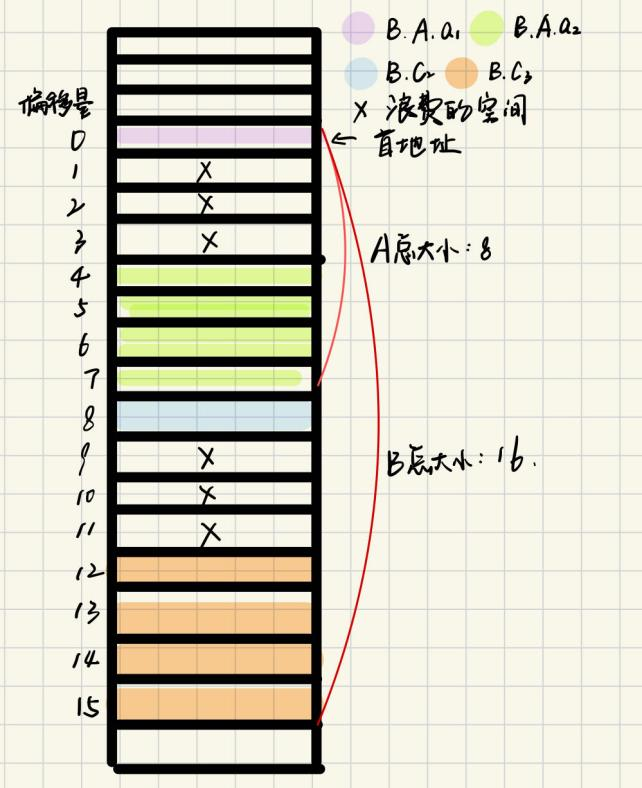 B.A.a₁ B.A.a₂
B.C₂ B.C₃
× 浪费的空间
偏移量
0 ← 首地址
1 ×
2 ×
3 ×
A总大小：8
4
5
6
7
8
9 ×
B总大小：16.
10 ×
11 ×
12
13
14
15